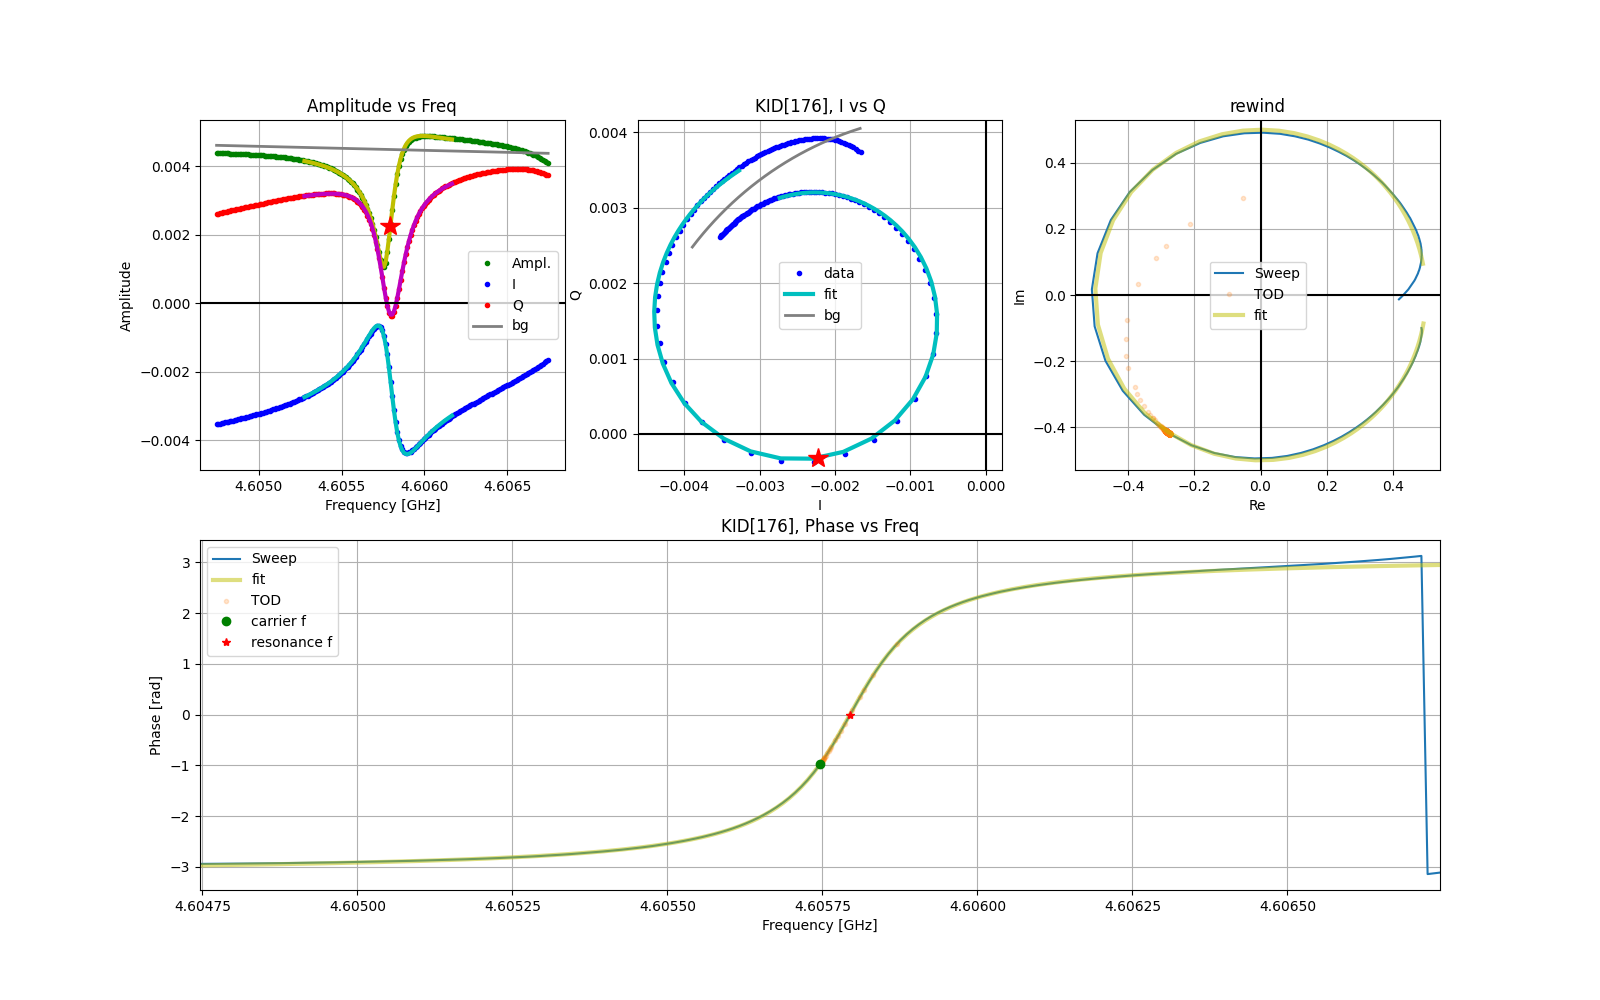 Amplitude vs Freq
Amplitude
0.004
0.002
0.000
−0.002
−0.004
Ampl.
I
Q
bg
4.6050 4.6055 4.6060 4.6065
Frequency [GHz]
KID[176], I vs Q
Q
0.004
0.003
0.002
0.001
0.000
data
fit
bg
−0.004 −0.003 −0.002 −0.001 0.000
I
rewind
Im
0.4
0.2
0.0
−0.2
−0.4
Sweep
TOD
fit
−0.4 −0.2 0.0 0.2 0.4
Re
KID[176], Phase vs Freq
Phase [rad]
3
2
1
0
−1
−2
−3
Sweep
fit
TOD
carrier f
resonance f
4.60475 4.60500 4.60525 4.60550 4.60575 4.60600 4.60625 4.60650
Frequency [GHz]